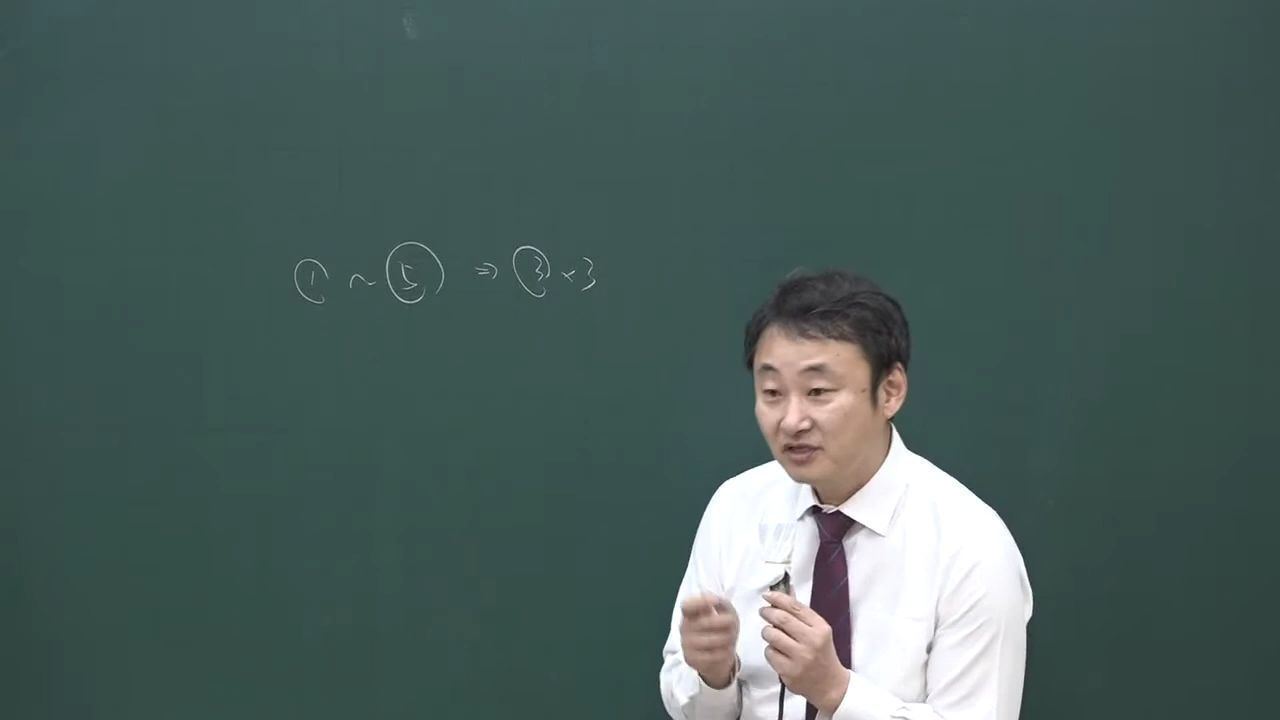 ① ~ ⑤ ⇒ ③ × 3